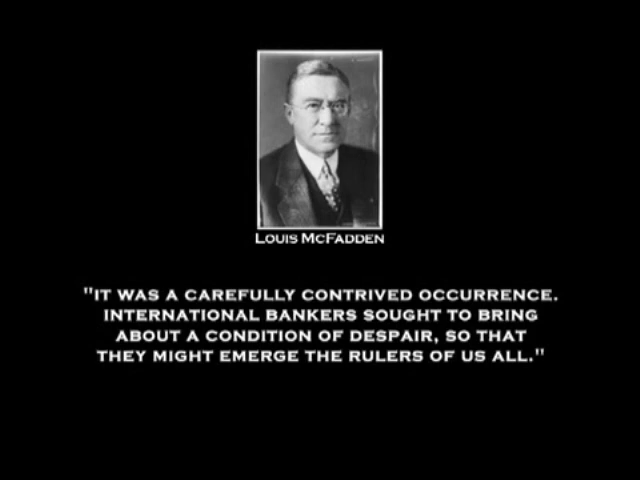 LOUIS MCFADDEN
"IT WAS A CAREFULLY CONTRIVED OCCURRENCE.
INTERNATIONAL BANKERS SOUGHT TO BRING
ABOUT A CONDITION OF DESPAIR, SO THAT
THEY MIGHT EMERGE THE RULERS OF US ALL."